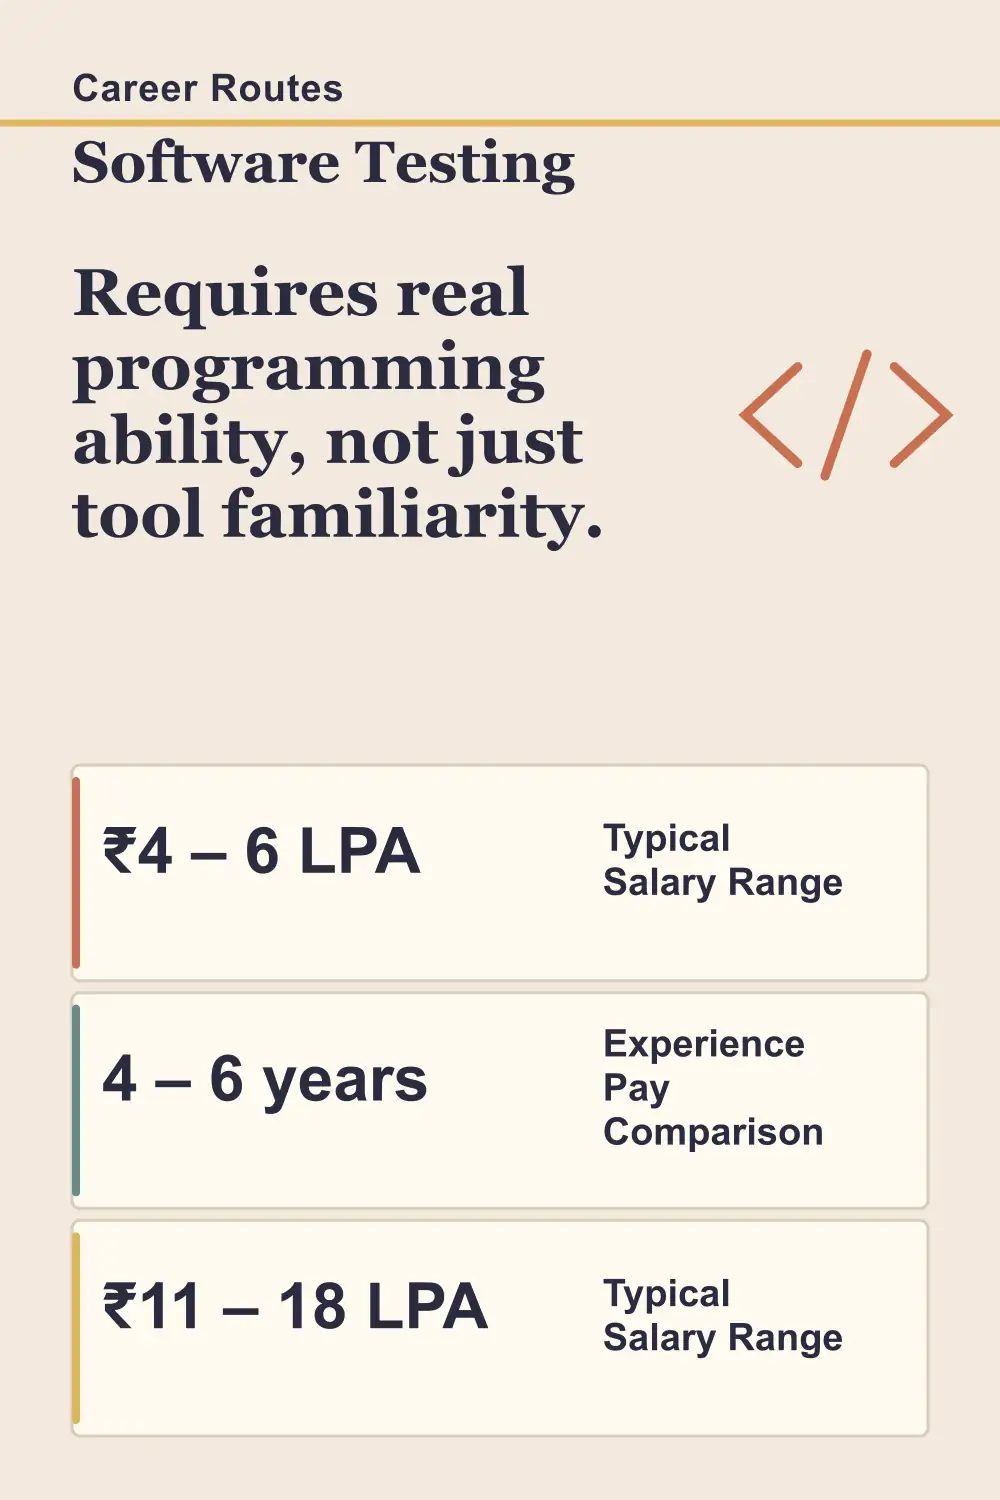 Career Routes
Software Testing
Requires real
programming
ability, not just
tool familiarity.
₹4 – 6 LPA
Typical
Salary Range
4 – 6 years
Experience
Pay
Comparison
₹11 – 18 LPA
Typical
Salary Range